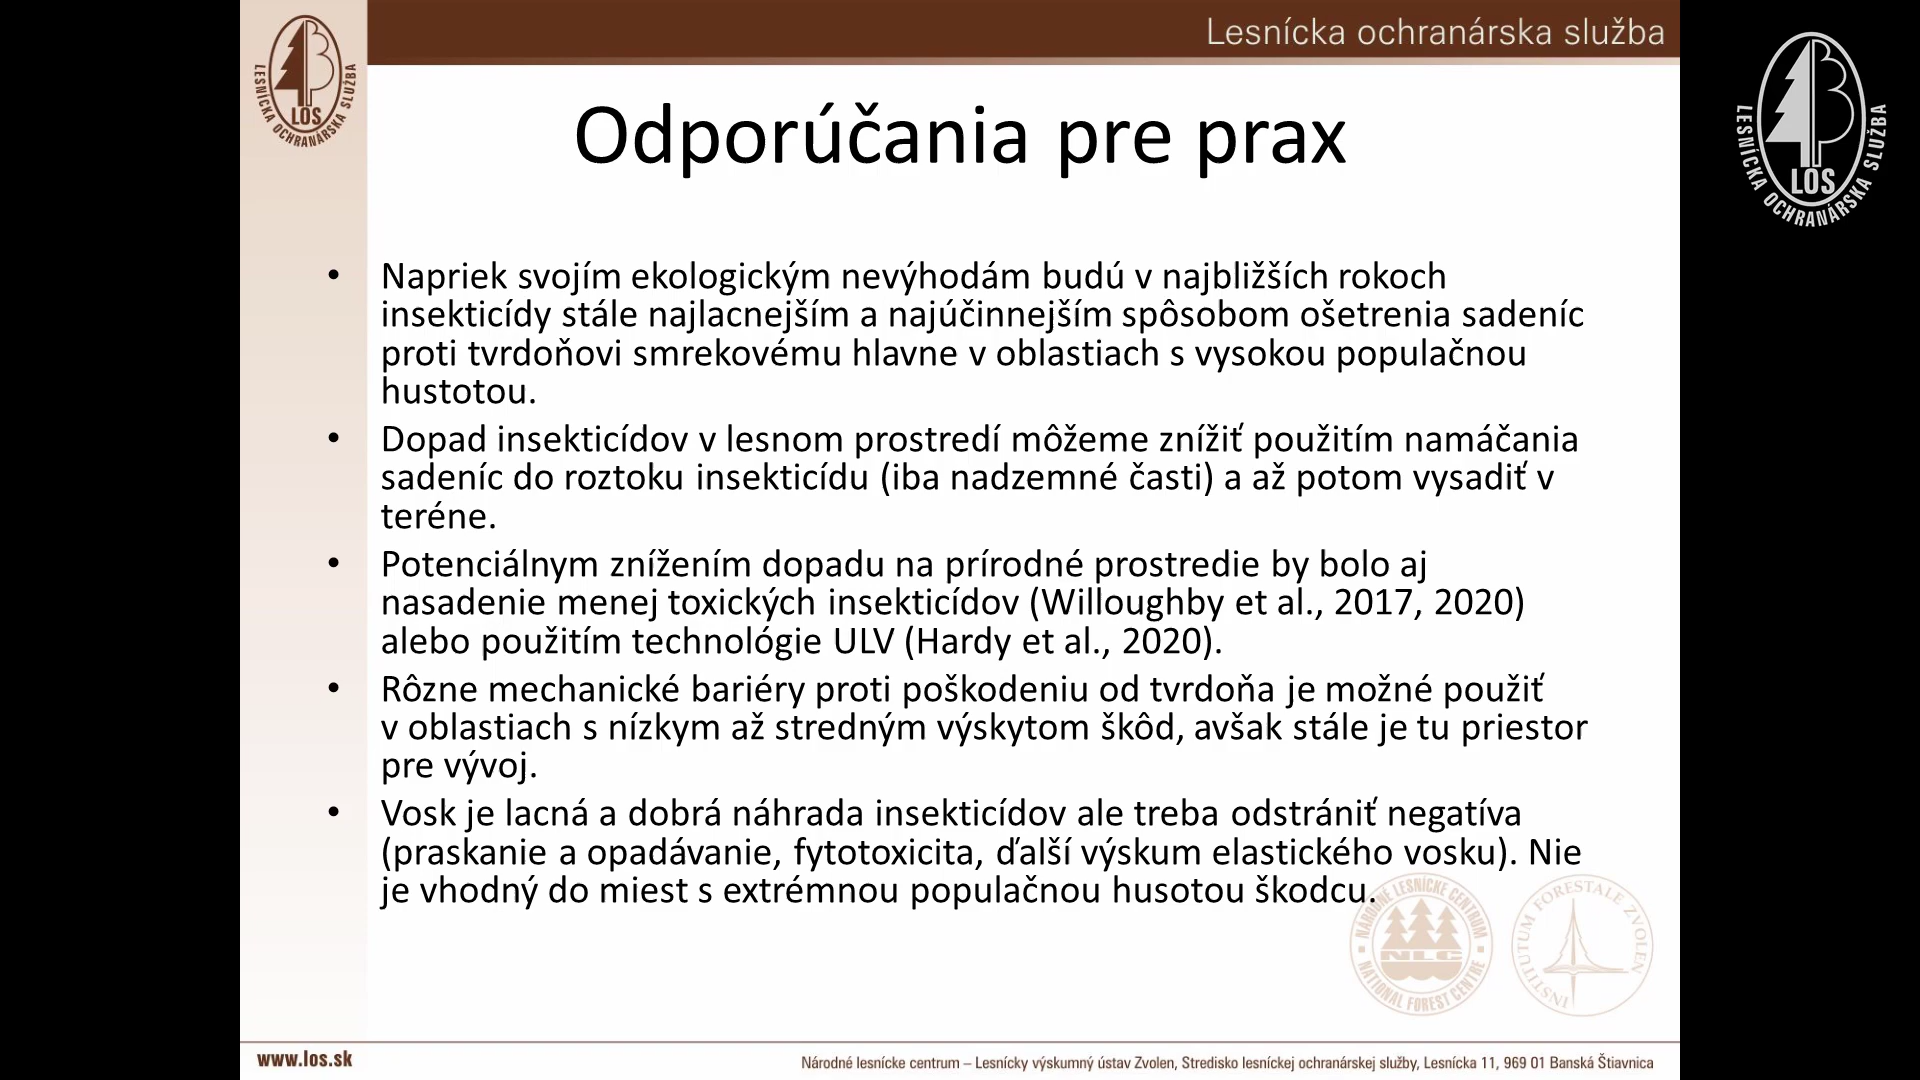 Lesnícka ochranárska služba
LESNÍCKA OCHRANÁRSKA SLUŽBA
LOS
LESNÍCKA OCHRANÁRSKA SLUŽBA
LOS
Odporúčania pre prax
• Napriek svojím ekologickým nevýhodám budú v najbližších rokoch
insekticídy stále najlacnejším a najúčinnejším spôsobom ošetrenia sadeníc
proti tvrdoňovi smrekovému hlavne v oblastiach s vysokou populačnou
hustotou.
• Dopad insekticídov v lesnom prostredí môžeme znížiť použitím namáčania
sadeníc do roztoku insekticídu (iba nadzemné časti) a až potom vysadiť v
teréne.
• Potenciálnym znížením dopadu na prírodné prostredie by bolo aj
nasadenie menej toxických insekticídov (Willoughby et al., 2017, 2020)
alebo použitím technológie ULV (Hardy et al., 2020).
• Rôzne mechanické bariéry proti poškodeniu od tvrdoňa je možné použiť
v oblastiach s nízkym až stredným výskytom škôd, avšak stále je tu priestor
pre vývoj.
• Vosk je lacná a dobrá náhrada insekticídov ale treba odstrániť negatíva
(praskanie a opadávanie, fytotoxicita, ďalší výskum elastického vosku). Nie
je vhodný do miest s extrémnou populačnou husotou škodcu.
NÁRODNÉ LESNÍCKE CENTRUM
NLC
NATIONAL FOREST CENTRE
INSTITUTUM FORESTALE ZVOLEN
www.los.sk
Národné lesnícke centrum – Lesnícky výskumný ústav Zvolen, Stredisko lesníckej ochranárskej služby, Lesnícka 11, 969 01 Banská Štiavnica